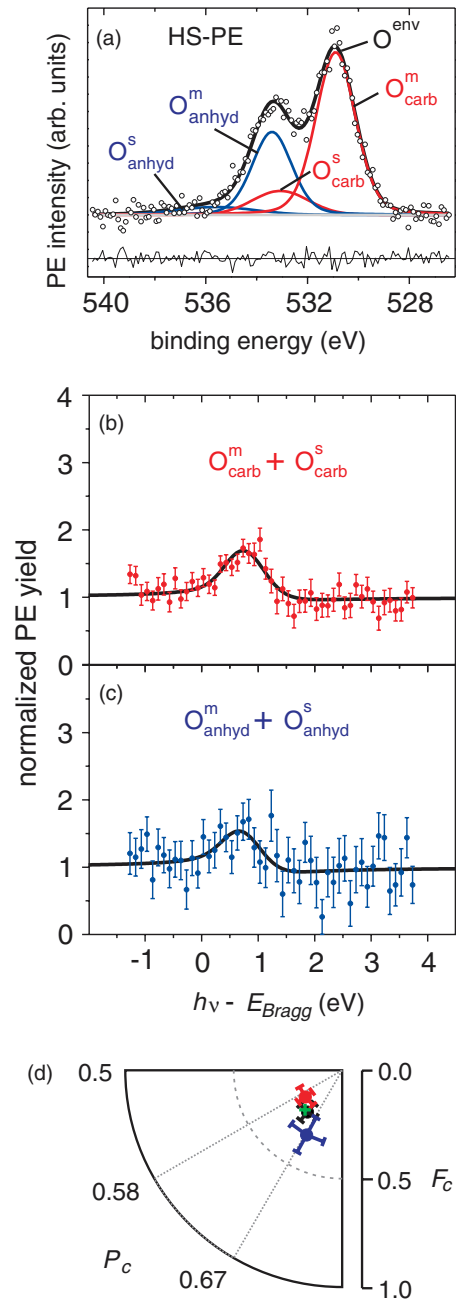 (a) HS-PE
O^env
O^m_carb
O^m_anhyd
O^s_anhyd
O^s_carb
PE intensity (arb. units)
540 536 532 528
binding energy (eV)
4
(b)
O^m_carb + O^s_carb
3
2
1
0
(c)
O^m_anhyd + O^s_anhyd
3
2
1
0
normalized PE yield
-1 0 1 2 3 4
hν - E_Bragg (eV)
(d)
0.5
0.58
0.67
P_c
0.0
0.5
1.0
F_c